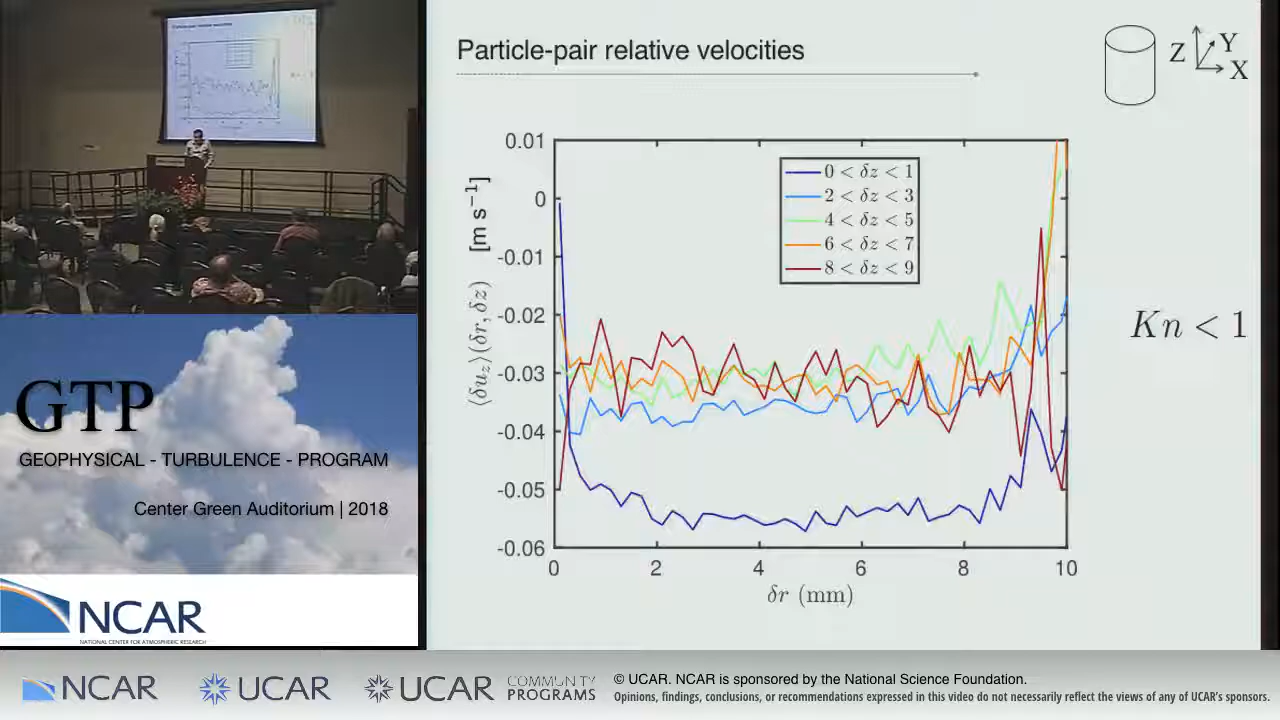 Particle-pair relative velocities
Z Y X
0.01
0
-0.01
-0.02
-0.03
-0.04
-0.05
-0.06
⟨δu_z⟩(δr, δz) [m s⁻¹]
0 < δz < 1
2 < δz < 3
4 < δz < 5
6 < δz < 7
8 < δz < 9
Kn < 1
0 2 4 6 8 10
δr (mm)
GTP
GEOPHYSICAL - TURBULENCE - PROGRAM
Center Green Auditorium | 2018
NCAR
NATIONAL CENTER FOR ATMOSPHERIC RESEARCH
NCAR UCAR UCAR COMMUNITY PROGRAMS
© UCAR. NCAR is sponsored by the National Science Foundation.
Opinions, findings, conclusions, or recommendations expressed in this video do not necessarily reflect the views of any of UCAR's sponsors.